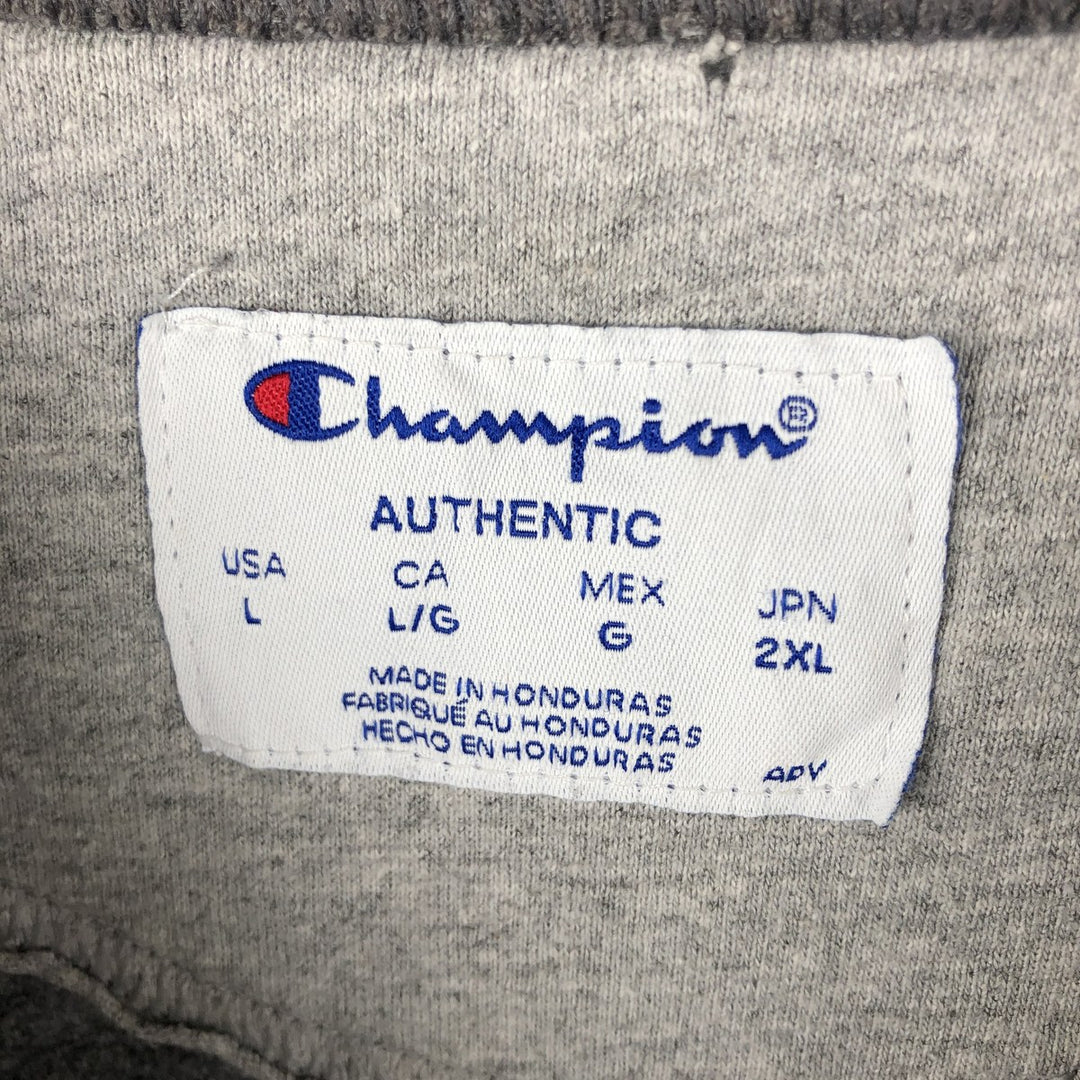 Champion®
AUTHENTIC
USA CA MEX JPN
L L/G G 2XL
MADE IN HONDURAS
FABRIQUÉ AU HONDURAS
HECHO EN HONDURAS